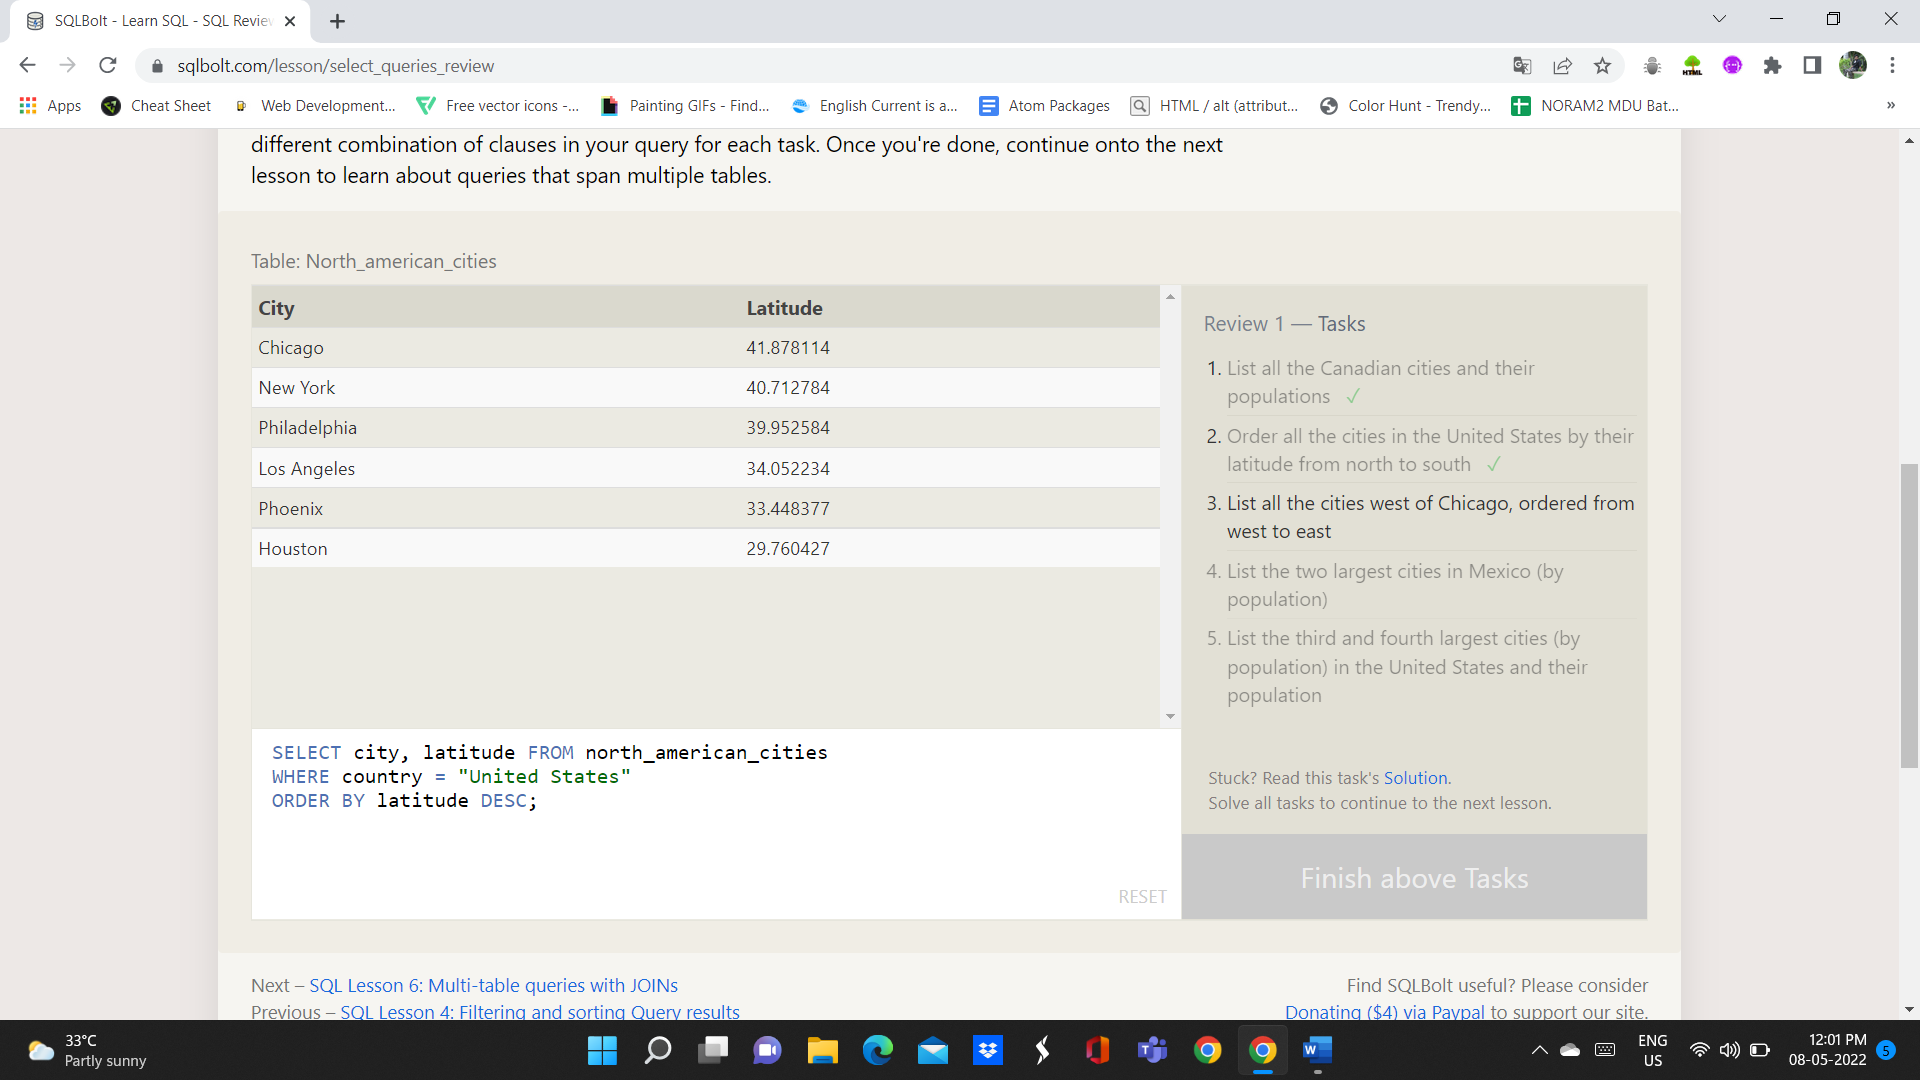 SQLBolt - Learn SQL - SQL Review
sqlbolt.com/lesson/select_queries_review
Apps
Cheat Sheet
Web Development...
Free vector icons -...
Painting GIFs - Find...
English Current is a...
Atom Packages
HTML / alt (attribut...
Color Hunt - Trendy...
NORAM2 MDU Bat...
»
different combination of clauses in your query for each task. Once you're done, continue onto the next
lesson to learn about queries that span multiple tables.
Table: North_american_cities
City Latitude
Chicago 41.878114
New York 40.712784
Philadelphia 39.952584
Los Angeles 34.052234
Phoenix 33.448377
Houston 29.760427
SELECT city, latitude FROM north_american_cities
WHERE country = "United States"
ORDER BY latitude DESC;
RESET
Review 1 — Tasks
1. List all the Canadian cities and their
populations ✓
2. Order all the cities in the United States by their
latitude from north to south ✓
3. List all the cities west of Chicago, ordered from
west to east
4. List the two largest cities in Mexico (by
population)
5. List the third and fourth largest cities (by
population) in the United States and their
population
Stuck? Read this task's Solution.
Solve all tasks to continue to the next lesson.
Finish above Tasks
Next – SQL Lesson 6: Multi-table queries with JOINs
Previous – SQL Lesson 4: Filtering and sorting Query results
Find SQLBolt useful? Please consider
Donating ($4) via Paypal to support our site.
33°C
Partly sunny
ENG
US
12:01 PM
08-05-2022
5